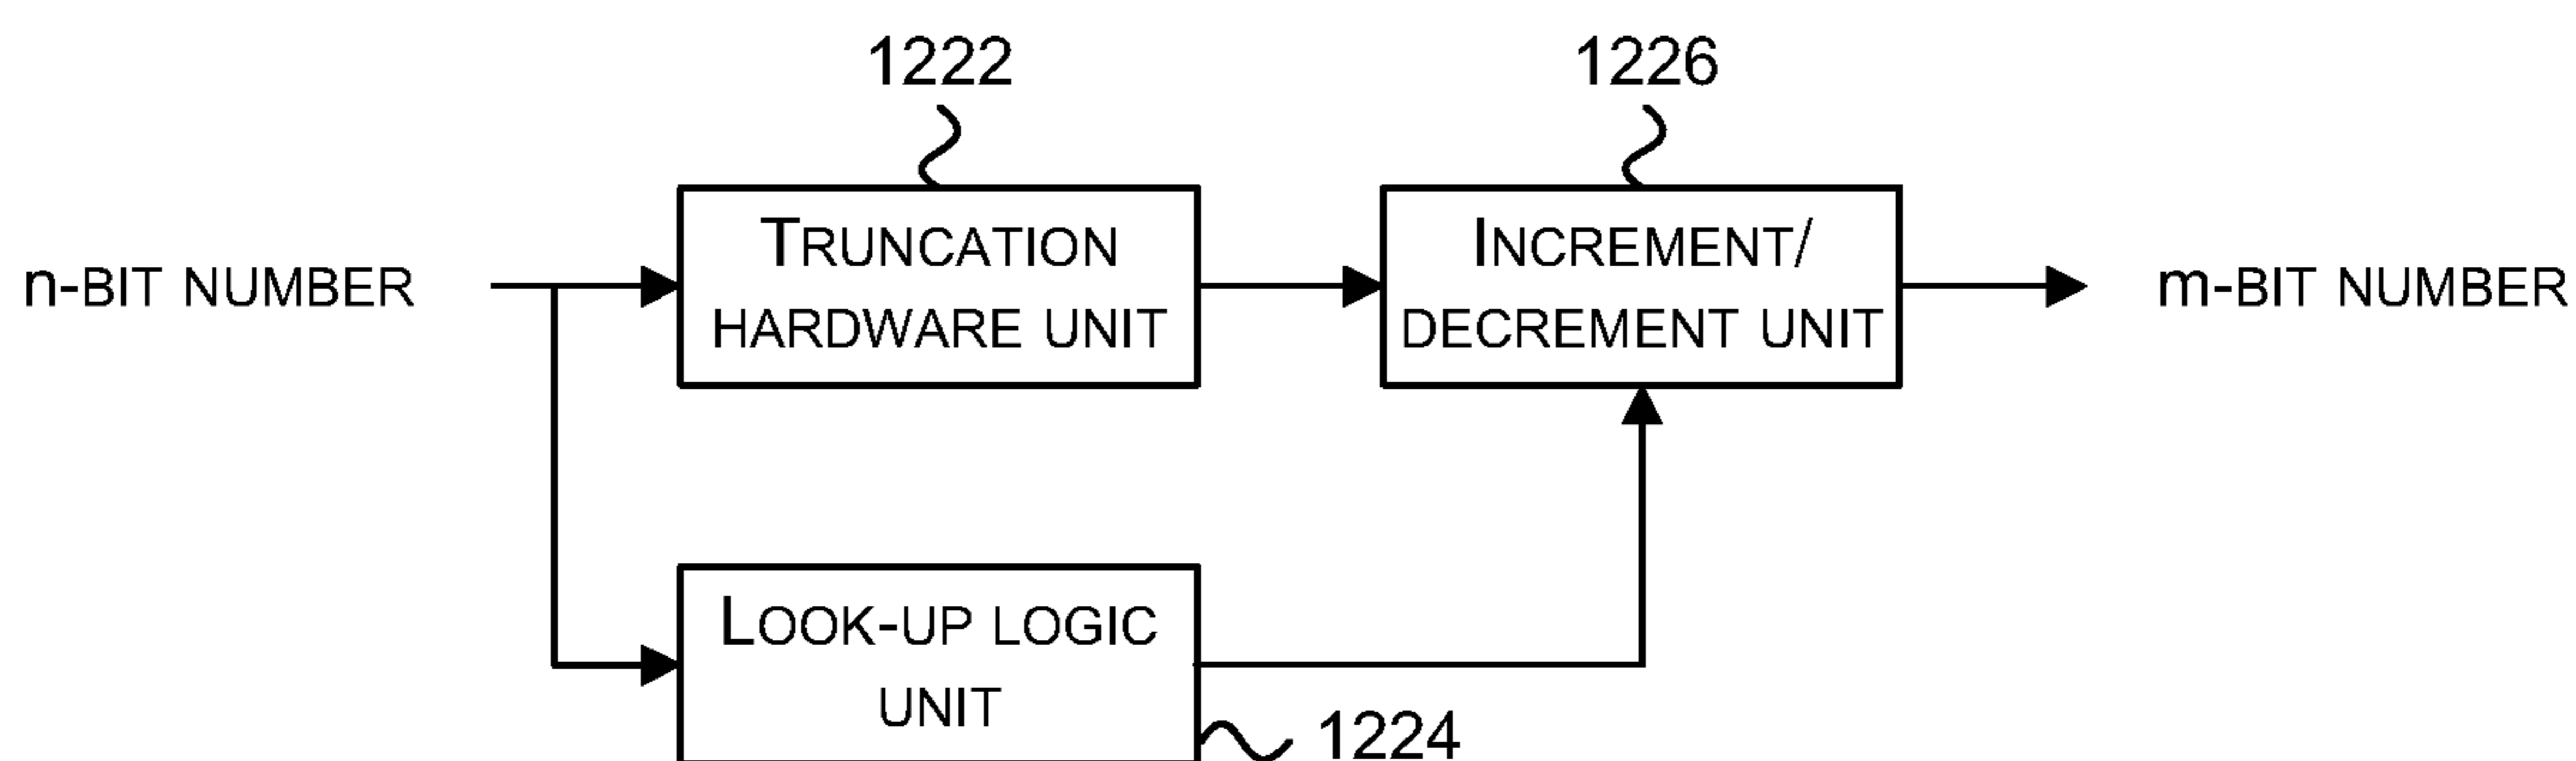 1222
1226
n-BIT NUMBER
TRUNCATION
HARDWARE UNIT
INCREMENT/
DECREMENT UNIT
m-BIT NUMBER
LOOK-UP LOGIC
UNIT
1224